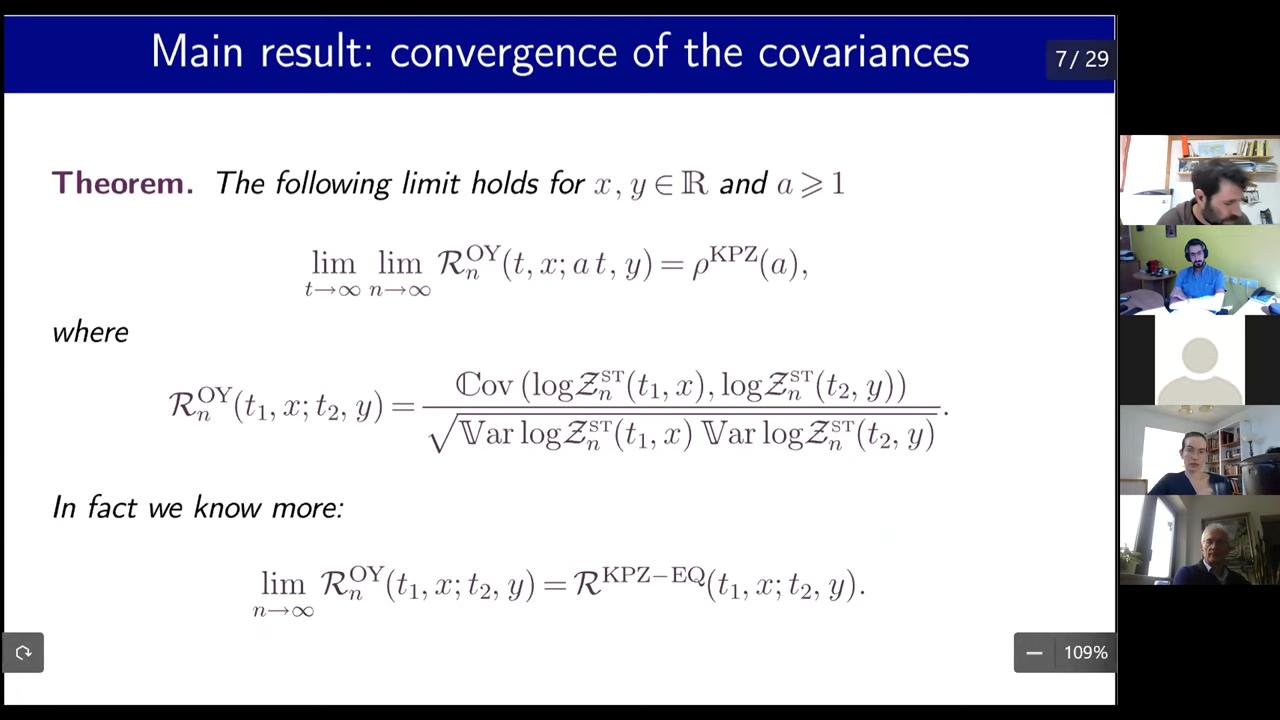 Main result: convergence of the covariances
7 / 29
Theorem. The following limit holds for x, y ∈ ℝ and a ⩾ 1
lim_{t→∞} lim_{n→∞} ℛ_n^{OY}(t, x; a t, y) = ρ^{KPZ}(a),
where
ℛ_n^{OY}(t_1, x; t_2, y) = ℂov (log 𝒵_n^{ST}(t_1, x), log 𝒵_n^{ST}(t_2, y)) / √(𝕍ar log 𝒵_n^{ST}(t_1, x) 𝕍ar log 𝒵_n^{ST}(t_2, y)).
In fact we know more:
lim_{n→∞} ℛ_n^{OY}(t_1, x; t_2, y) = ℛ^{KPZ−EQ}(t_1, x; t_2, y).
109%